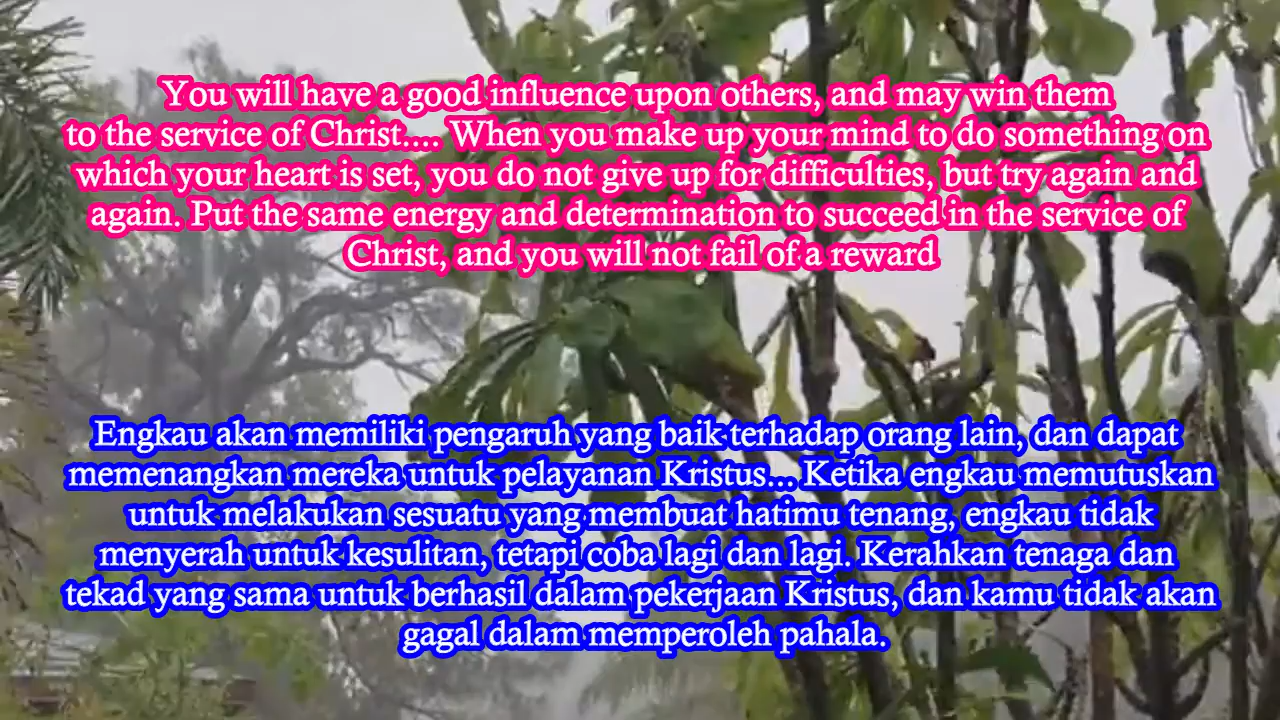 You will have a good influence upon others, and may win them
to the service of Christ.... When you make up your mind to do something on
which your heart is set, you do not give up for difficulties, but try again and
again. Put the same energy and determination to succeed in the service of
Christ, and you will not fail of a reward
Engkau akan memiliki pengaruh yang baik terhadap orang lain, dan dapat
memenangkan mereka untuk pelayanan Kristus... Ketika engkau memutuskan
untuk melakukan sesuatu yang membuat hatimu tenang, engkau tidak
menyerah untuk kesulitan, tetapi coba lagi dan lagi. Kerahkan tenaga dan
tekad yang sama untuk berhasil dalam pekerjaan Kristus, dan kamu tidak akan
gagal dalam memperoleh pahala.